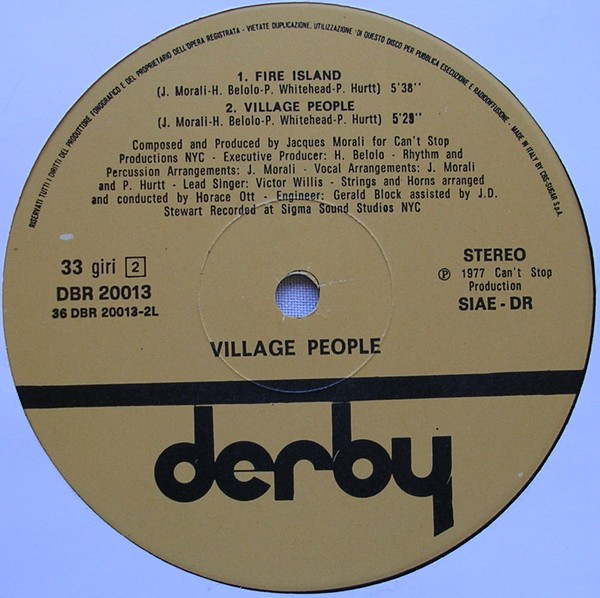 RISERVATI TUTTI I DIRITTI DEL PRODUTTORE FONOGRAFICO E DEL PROPRIETARIO DELL'OPERA REGISTRATA - VIETATE DUPLICAZIONE, UTILIZZAZIONE DI QUESTO DISCO PER PUBBLICA ESECUZIONE E RADIODIFFUSIONE - MADE IN ITALY BY CNG-SUGAR S.p.A.
1. FIRE ISLAND
(J. Morali-H. Belolo-P. Whitehead-P. Hurtt) 5'38''
2. VILLAGE PEOPLE
(J. Morali-H. Belolo-P. Whitehead-P. Hurtt) 5'29''
Composed and Produced by Jacques Morali for Can't Stop
Productions NYC - Executive Producer: H. Belolo - Rhythm and
Percussion Arrangements: J. Morali - Vocal Arrangements: J. Morali
and P. Hurtt - Lead Singer: Victor Willis - Strings and Horns arranged
and conducted by Horace Ott - Engineer: Gerald Block assisted by J.D.
Stewart Recorded at Sigma Sound Studios NYC
33 giri 2
DBR 20013
36 DBR 20013-2L
STEREO
Ⓟ 1977 Can't Stop
Production
SIAE - DR
VILLAGE PEOPLE
derby